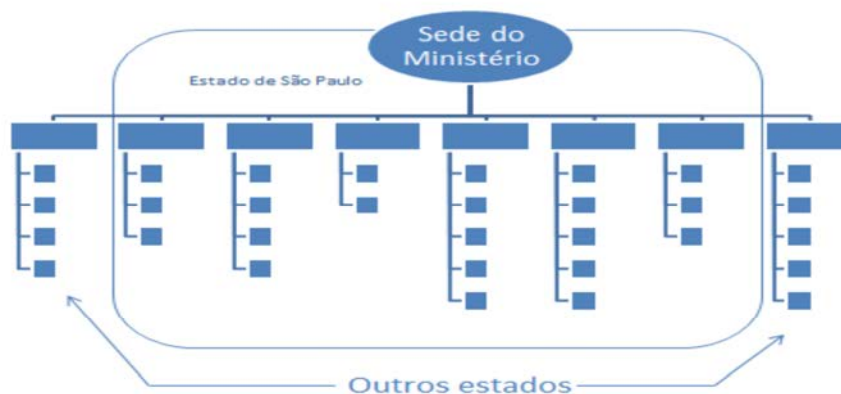 Sede do
Ministério
Estado de São Paulo
Outros estados